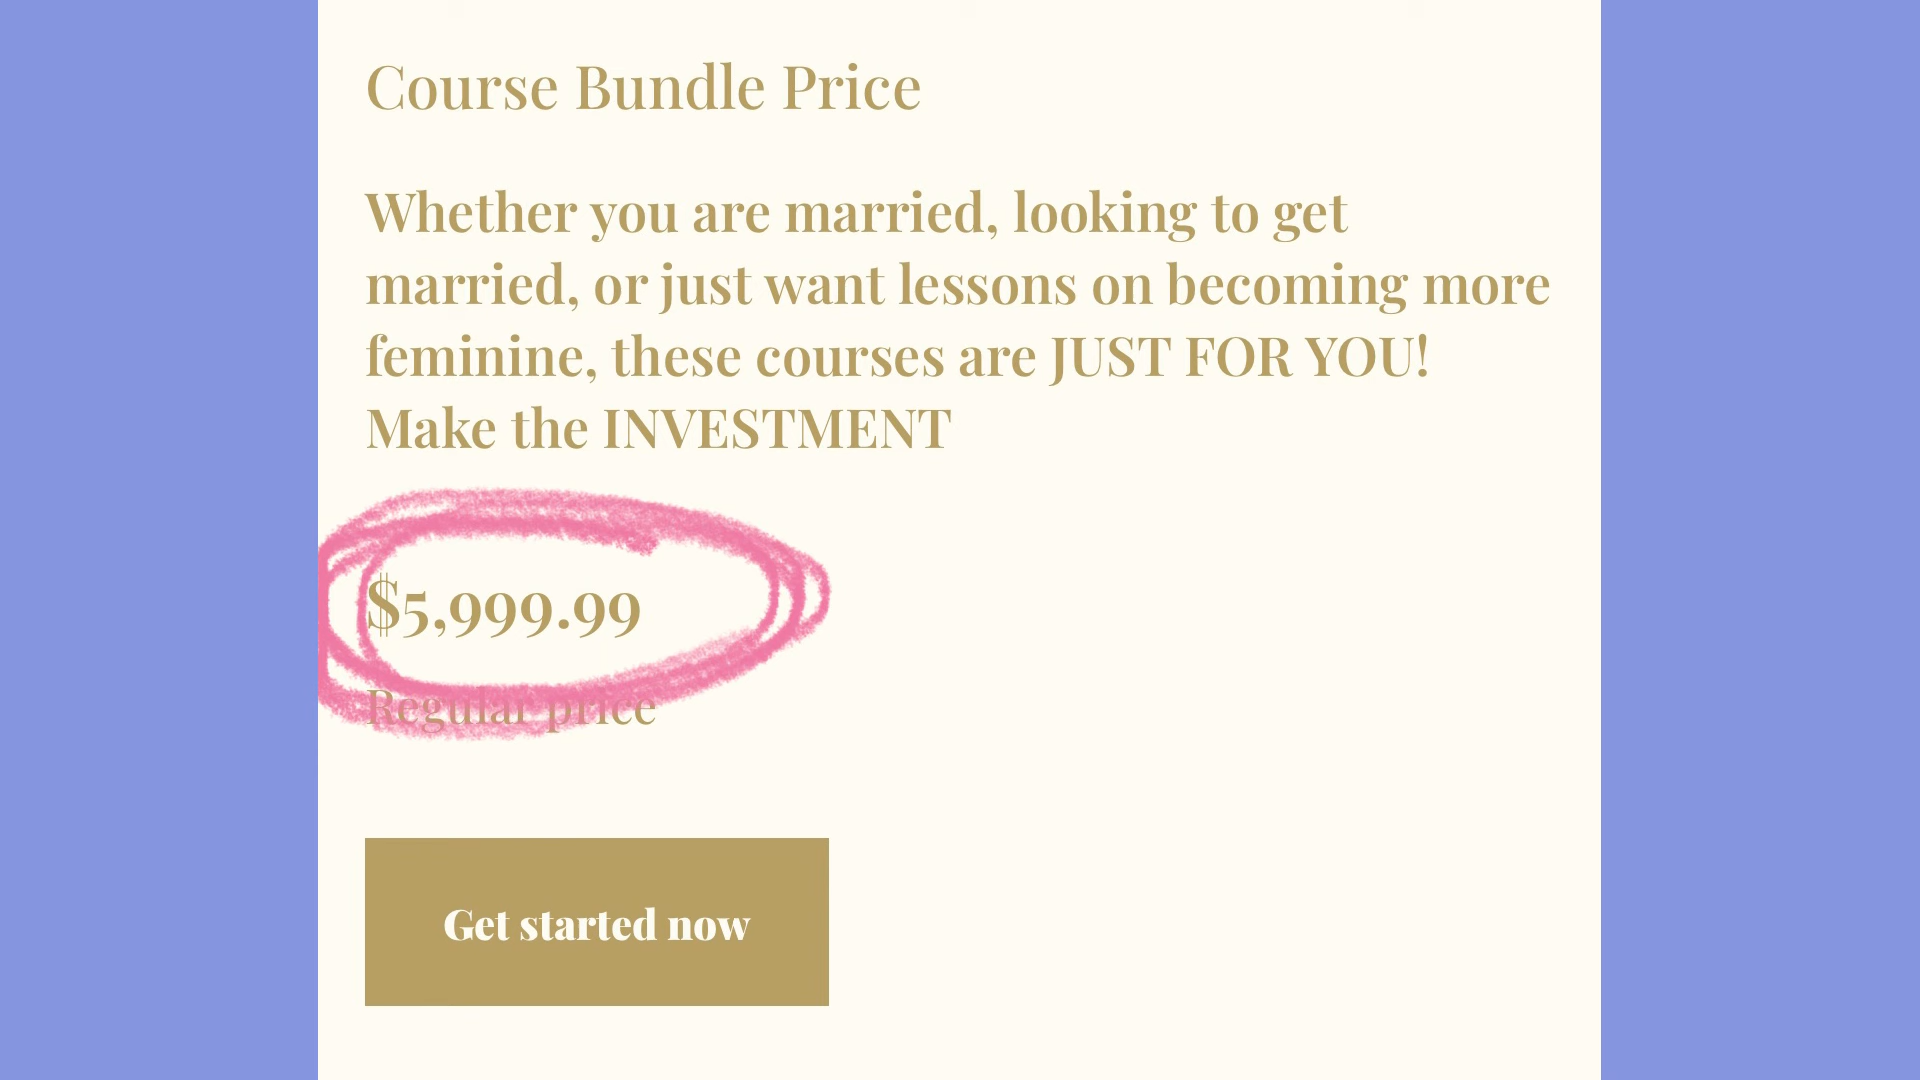 Course Bundle Price
Whether you are married, looking to get
married, or just want lessons on becoming more
feminine, these courses are JUST FOR YOU!
Make the INVESTMENT
$5,999.99
Regular price
Get started now